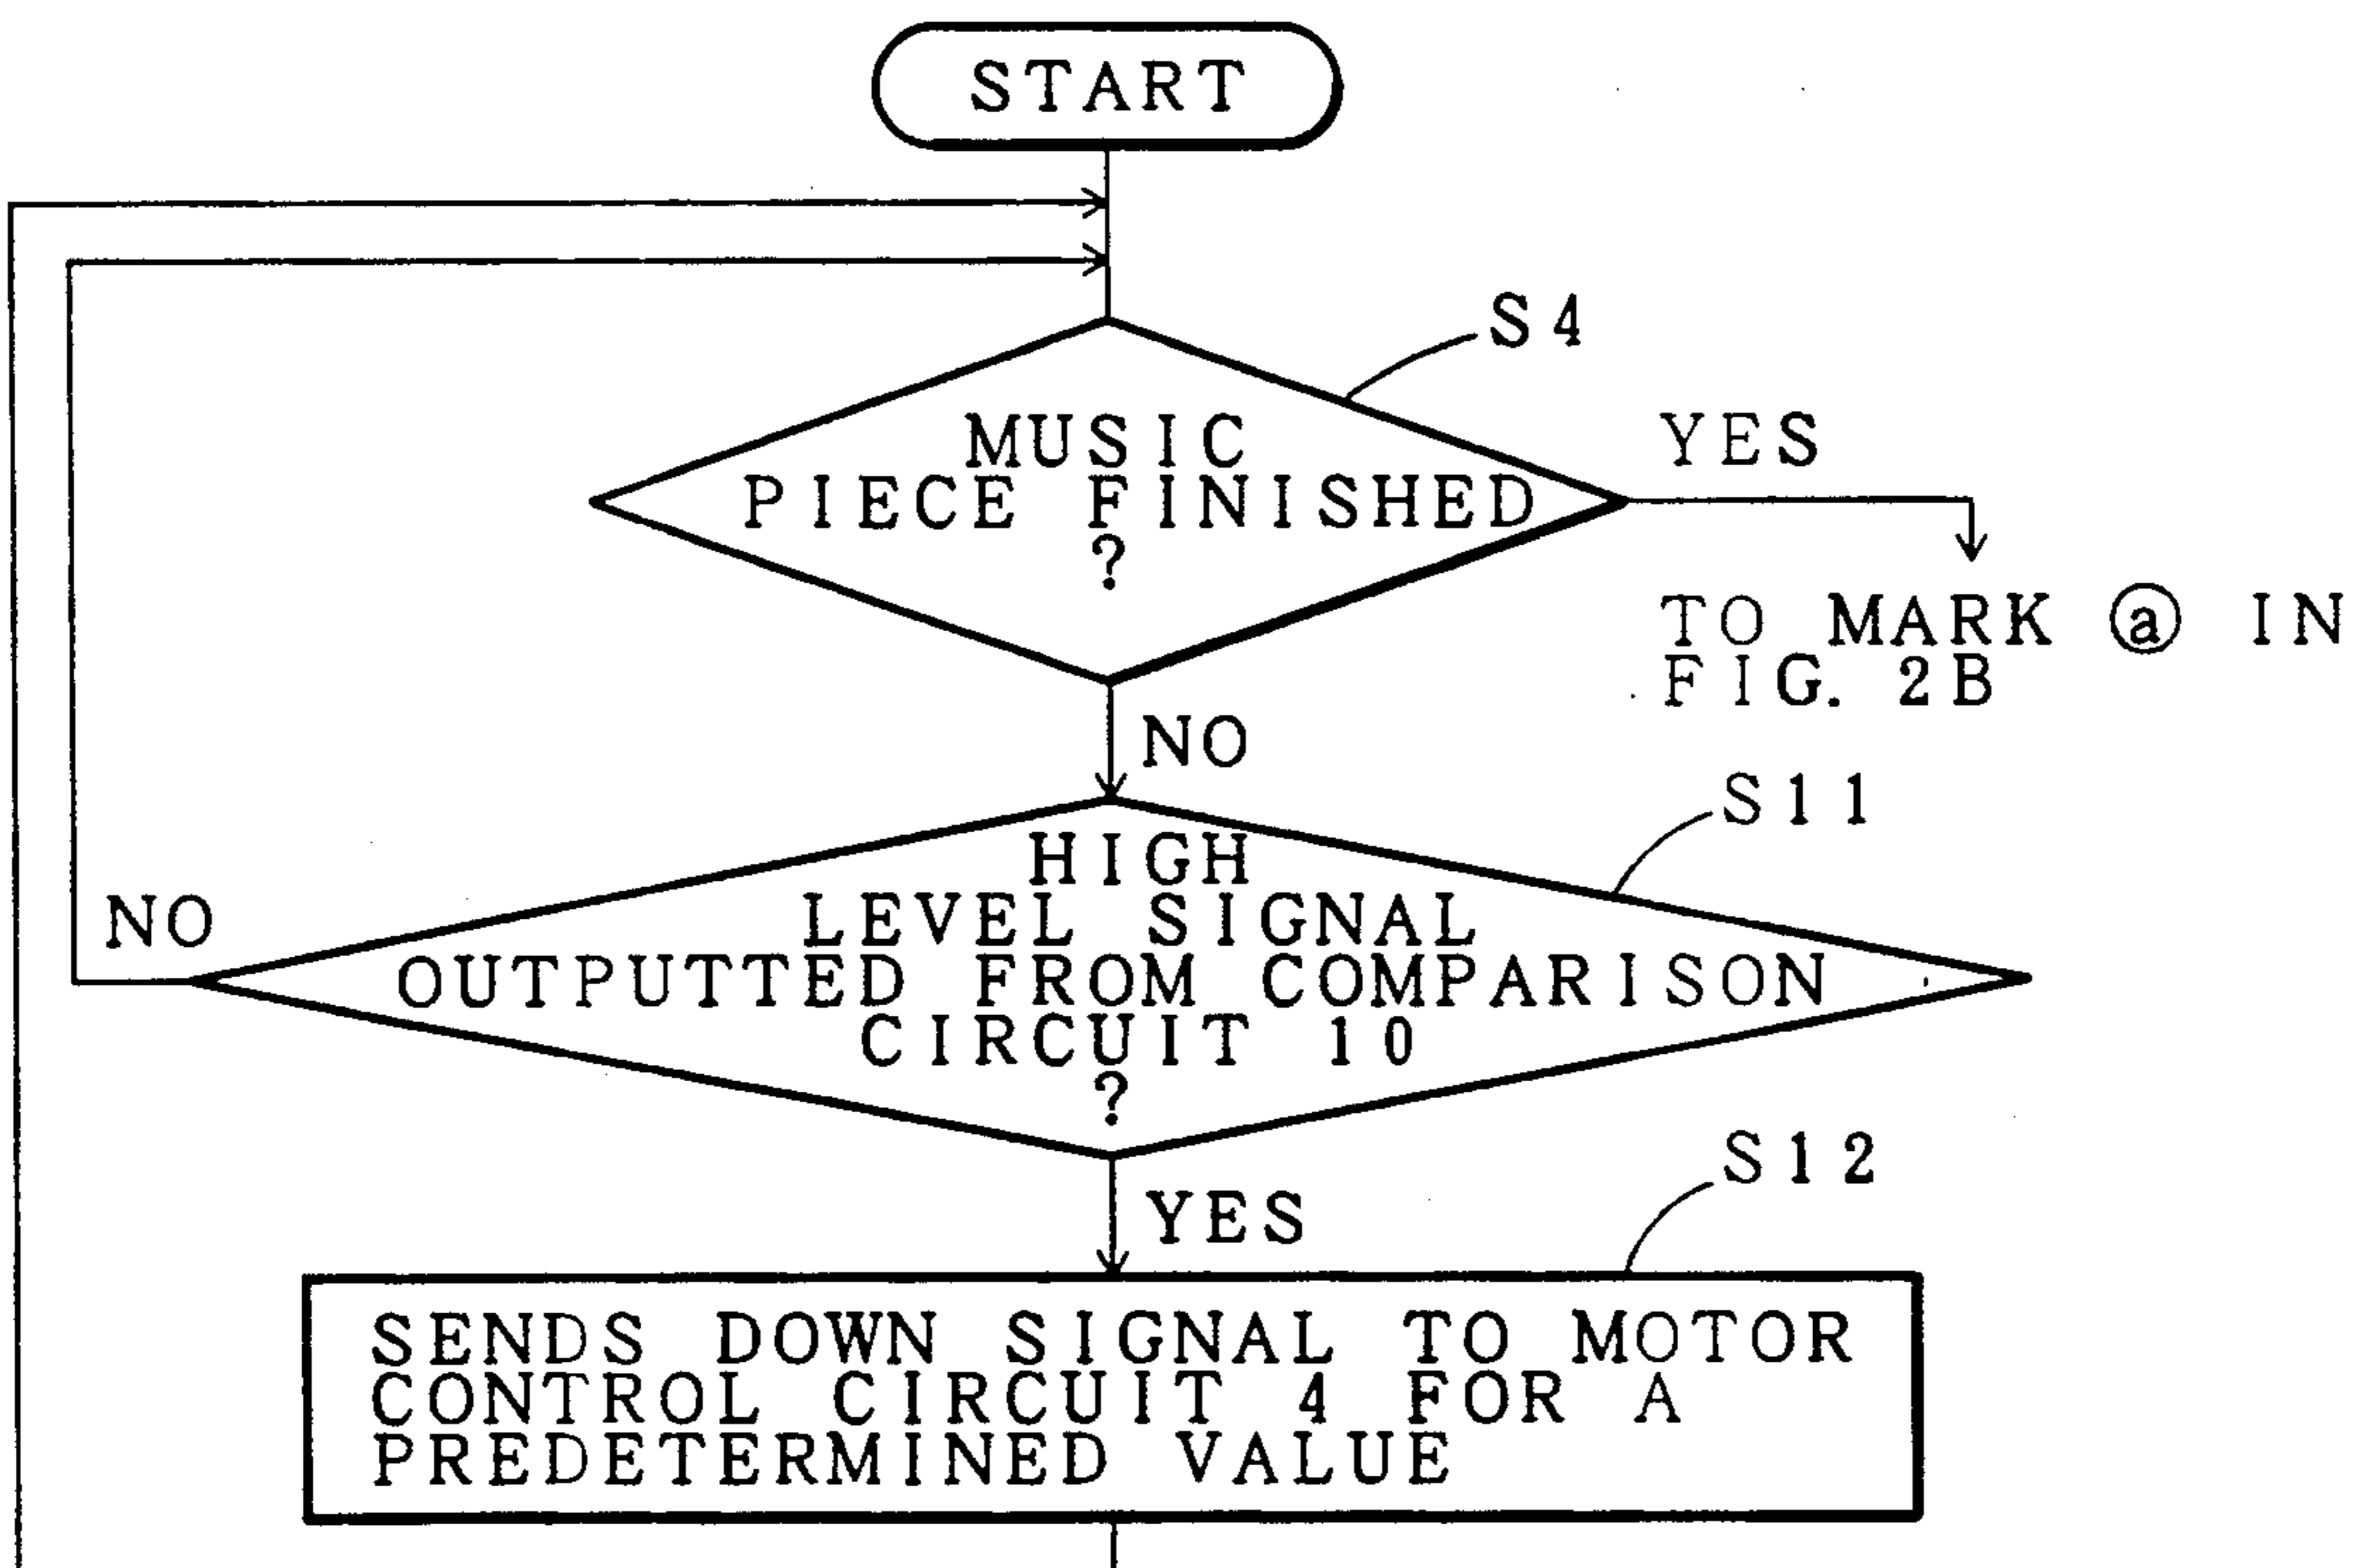 START
S4
MUSIC
PIECE FINISHED
?
YES
TO MARK ⓐ IN
FIG. 2B
NO
S11
HIGH
LEVEL SIGNAL
OUTPUTTED FROM COMPARISON
CIRCUIT 10
?
NO
S12
YES
SENDS DOWN SIGNAL TO MOTOR
CONTROL CIRCUIT 4 FOR A
PREDETERMINED VALUE